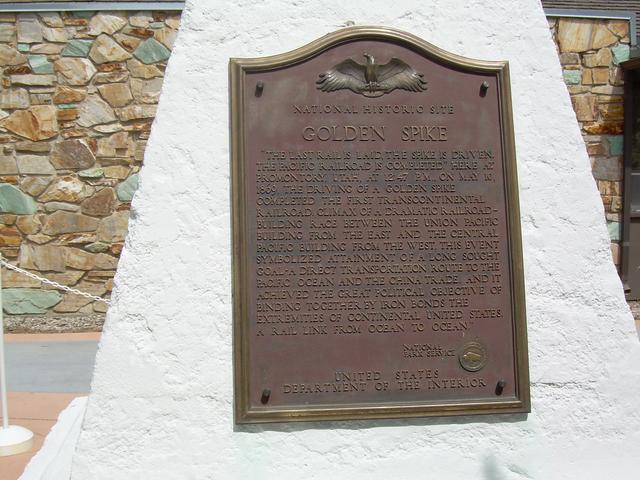 NATIONAL HISTORIC SITE
GOLDEN SPIKE
"THE LAST RAIL IS LAID. THE SPIKE IS DRIVEN.
THE PACIFIC RAILROAD IS COMPLETED." HERE AT
PROMONTORY, UTAH, AT 12:47 P.M., ON MAY 10,
1869, THE DRIVING OF A GOLDEN SPIKE
COMPLETED THE FIRST TRANSCONTINENTAL
RAILROAD, CLIMAX OF A DRAMATIC RAILROAD-
BUILDING RACE BETWEEN THE UNION PACIFIC
BUILDING FROM THE EAST, AND THE CENTRAL
PACIFIC BUILDING FROM THE WEST. THIS EVENT
SYMBOLIZED ATTAINMENT OF A LONG SOUGHT
GOAL-A DIRECT TRANSPORTATION ROUTE TO THE
PACIFIC OCEAN AND THE CHINA TRADE. AND IT
ACHIEVED THE GREAT POLITICAL OBJECTIVE OF
BINDING TOGETHER BY IRON BONDS THE
EXTREMITIES OF CONTINENTAL UNITED STATES,
A RAIL LINK FROM OCEAN TO OCEAN.
NATIONAL
PARK SERVICE
UNITED STATES
DEPARTMENT OF THE INTERIOR